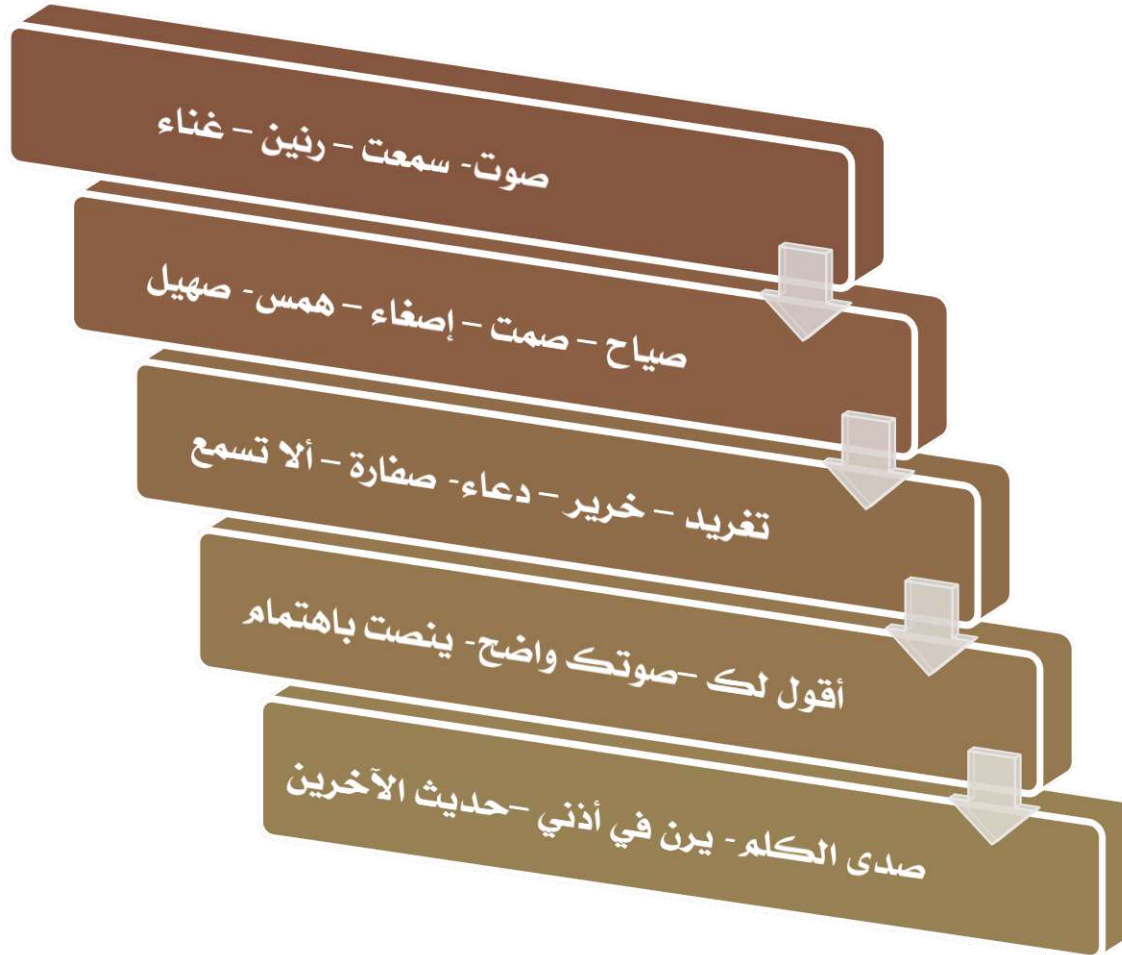 صوت- سمعت – رنين – غناء
صياح – صمت – إصغاء – همس- صهيل
تغريد – خرير – دعاء- صفارة – ألا تسمع
أقول لك –صوتك واضح- ينصت باهتمام
صدى الكلم- يرن في أذني –حديث الآخرين